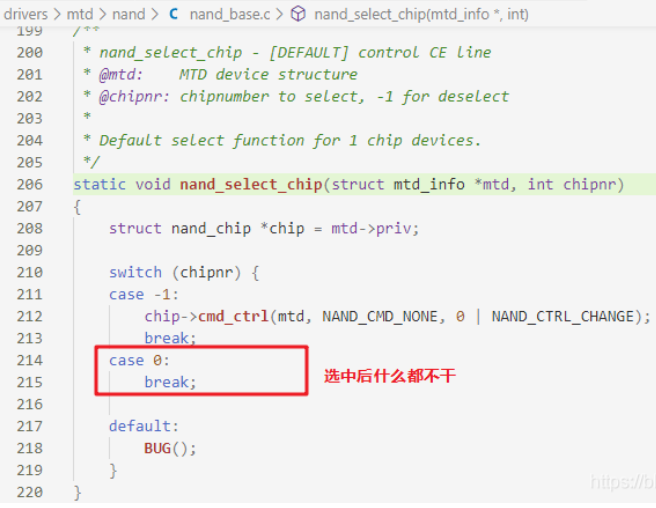 drivers > mtd > nand > C nand_base.c > nand_select_chip(mtd_info *, int)
199 /**
200  * nand_select_chip - [DEFAULT] control CE line
201  * @mtd:    MTD device structure
202  * @chipnr: chipnumber to select, -1 for deselect
203  *
204  * Default select function for 1 chip devices.
205  */
206 static void nand_select_chip(struct mtd_info *mtd, int chipnr)
207 {
208     struct nand_chip *chip = mtd->priv;
209
210     switch (chipnr) {
211     case -1:
212         chip->cmd_ctrl(mtd, NAND_CMD_NONE, 0 | NAND_CTRL_CHANGE);
213         break;
214     case 0:
215         break; 选中后什么都不干
216
217     default:
218         BUG();
219     }
220 }
https://b